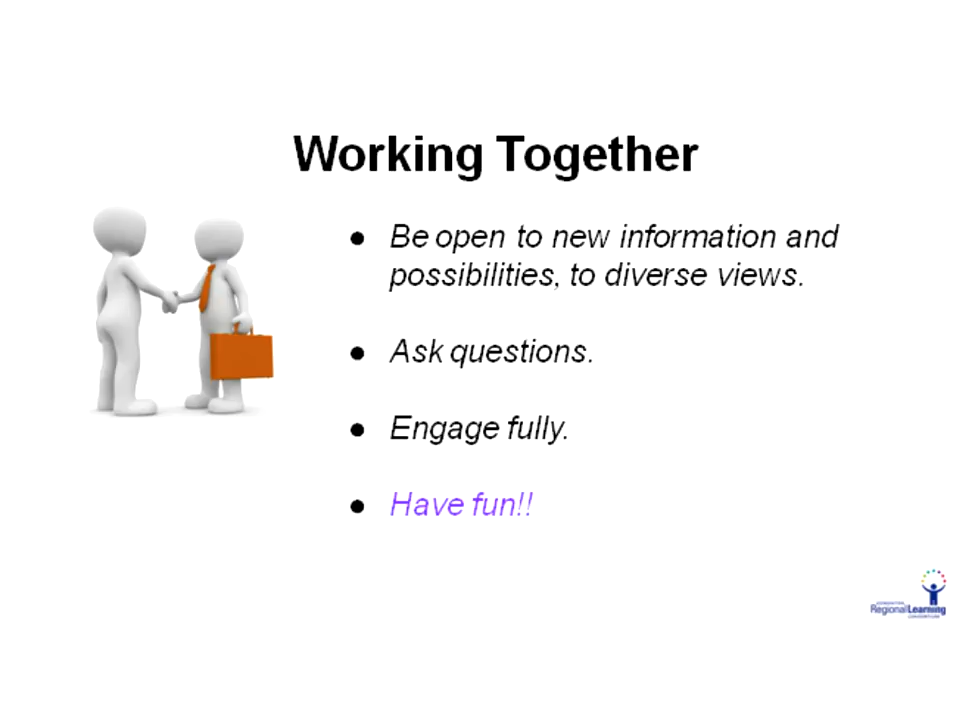 Working Together
● Be open to new information and
possibilities, to diverse views.
● Ask questions.
● Engage fully.
● Have fun!!
Regional Learning
CONSORTIUM